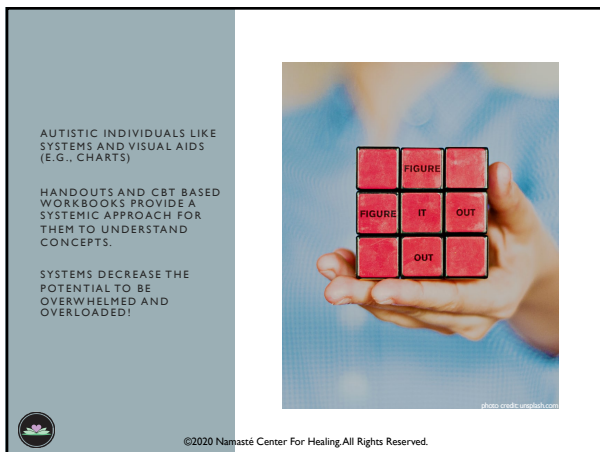 AUTISTIC INDIVIDUALS LIKE
SYSTEMS AND VISUAL AIDS
(E.G., CHARTS)
HANDOUTS AND CBT BASED
WORKBOOKS PROVIDE A
SYSTEMIC APPROACH FOR
THEM TO UNDERSTAND
CONCEPTS.
SYSTEMS DECREASE THE
POTENTIAL TO BE
OVERWHELMED AND
OVERLOADED!
FIGURE
FIGURE IT OUT
OUT
photo credit: unsplash.com
©2020 Namasté Center For Healing. All Rights Reserved.